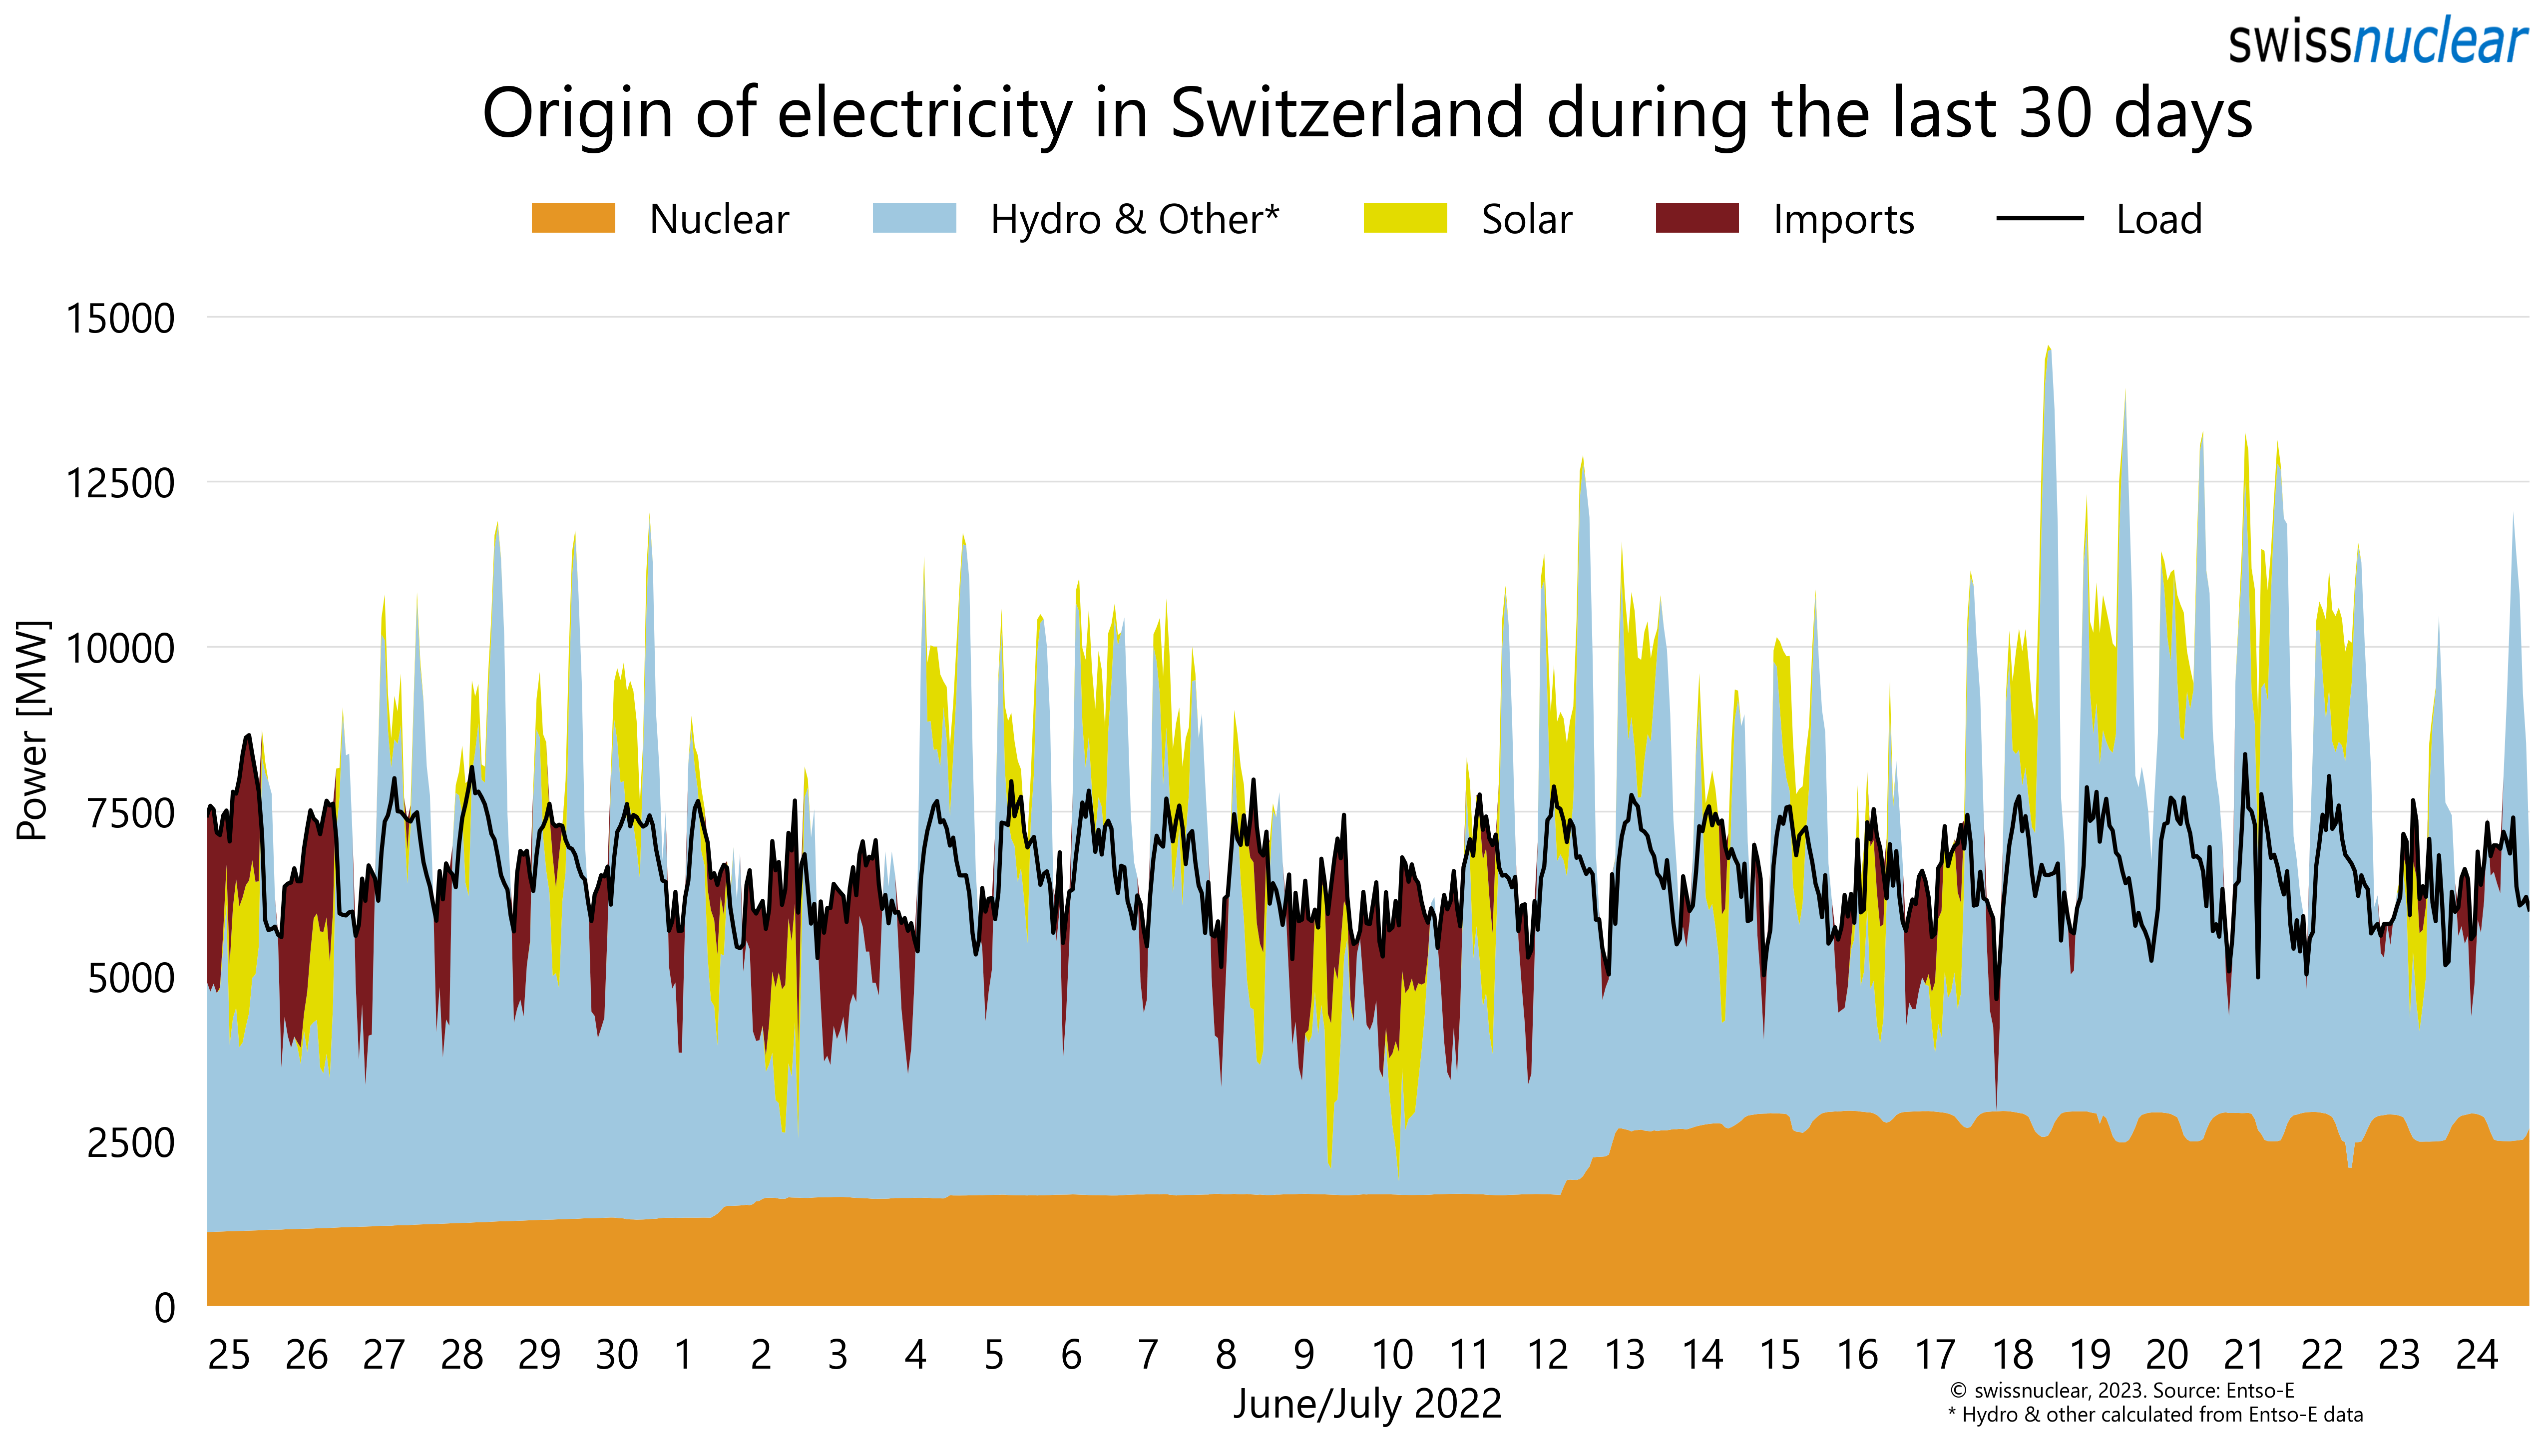 swissnuclear
Origin of electricity in Switzerland during the last 30 days
Nuclear Hydro & Other* Solar Imports Load
15000
12500
10000
7500
5000
2500
0
Power [MW]
25 26 27 28 29 30 1 2 3 4 5 6 7 8 9 10 11 12 13 14 15 16 17 18 19 20 21 22 23 24
June/July 2022
© swissnuclear, 2023. Source: Entso-E
* Hydro & other calculated from Entso-E data